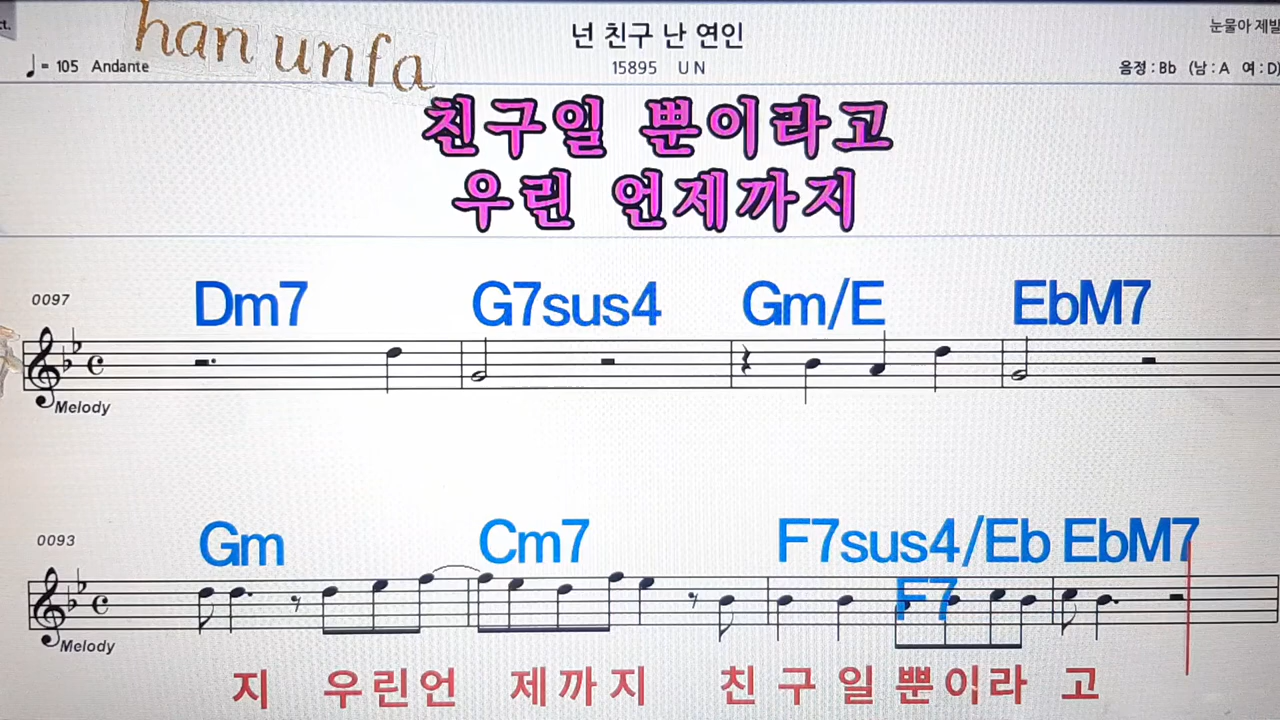 ct.
han unfa
넌 친구 난 연인
눈물아 제발
♩= 105 Andante
15895 U N
음정 : Bb (남 : A 여 : D)
친구일 뿐이라고
우린 언제까지
0097
Dm7 G7sus4 Gm/E EbM7
Melody
0093
Gm Cm7 F7sus4/Eb EbM7
F7
Melody
지 우린언 제까지 친구일뿐이라 고